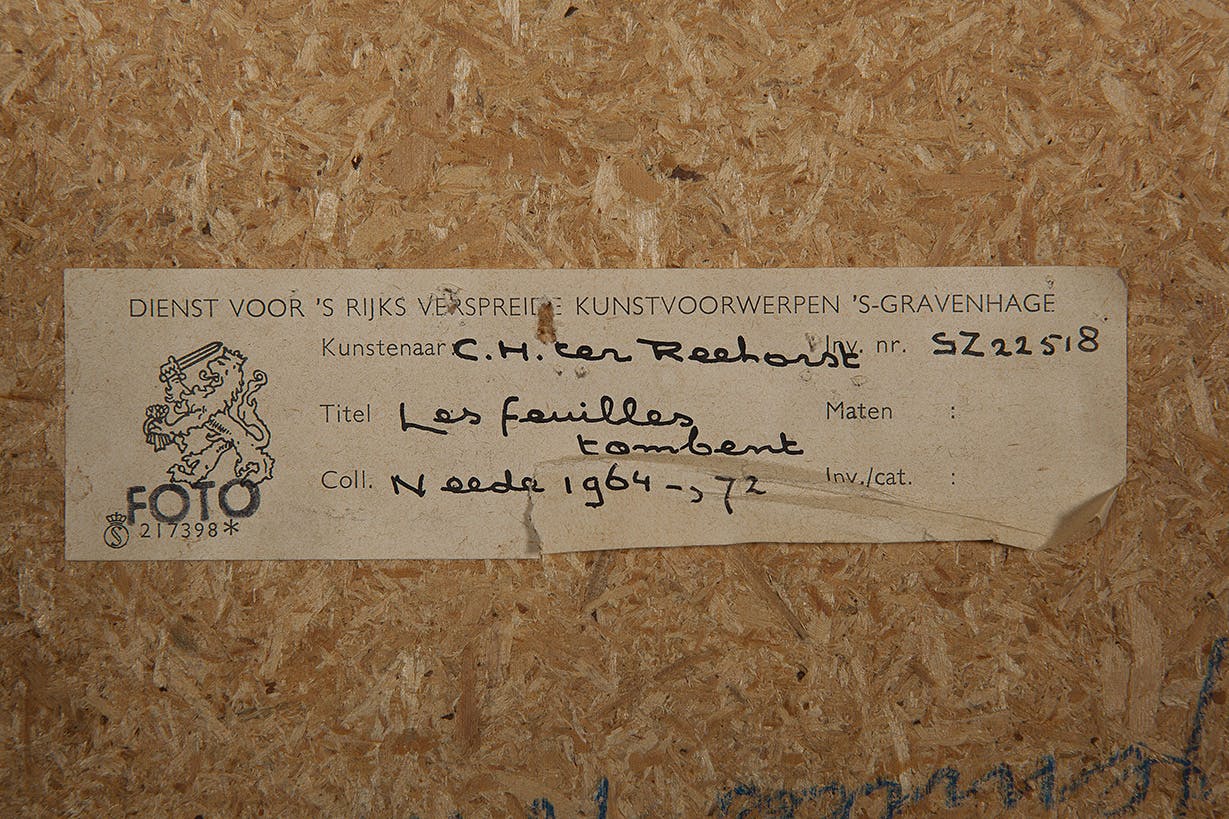 DIENST VOOR 'S RIJKS VERSPREIDE KUNSTVOORWERPEN 'S-GRAVENHAGE
Kunstenaar C.H. ter Reehorst Inv. nr. SZ22518
Titel Les feuilles Maten :
tombent
Coll. Neede 1964-, 72 Inv./cat. :
FOTO
S 217398*